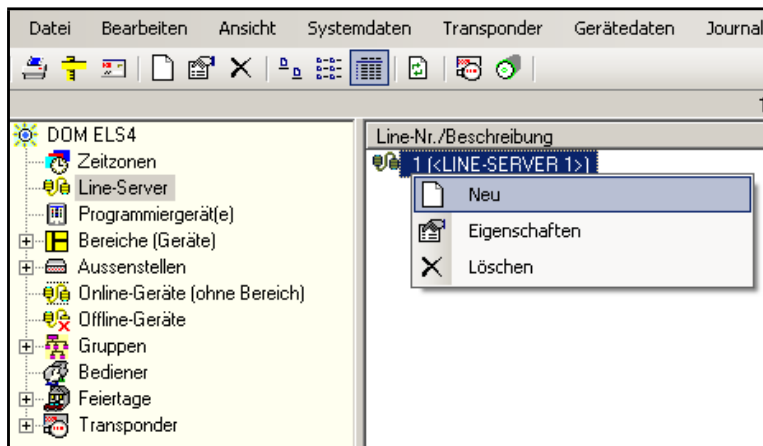 Datei Bearbeiten Ansicht Systemdaten Transponder Gerätedaten Journal
1
DOM ELS4
Zeitzonen
Line-Server
Programmiergerät(e)
Bereiche (Geräte)
Aussenstellen
Online-Geräte (ohne Bereich)
Offline-Geräte
Gruppen
Bediener
Feiertage
Transponder
Line-Nr./Beschreibung
1 (<LINE-SERVER 1>)
Neu
Eigenschaften
Löschen